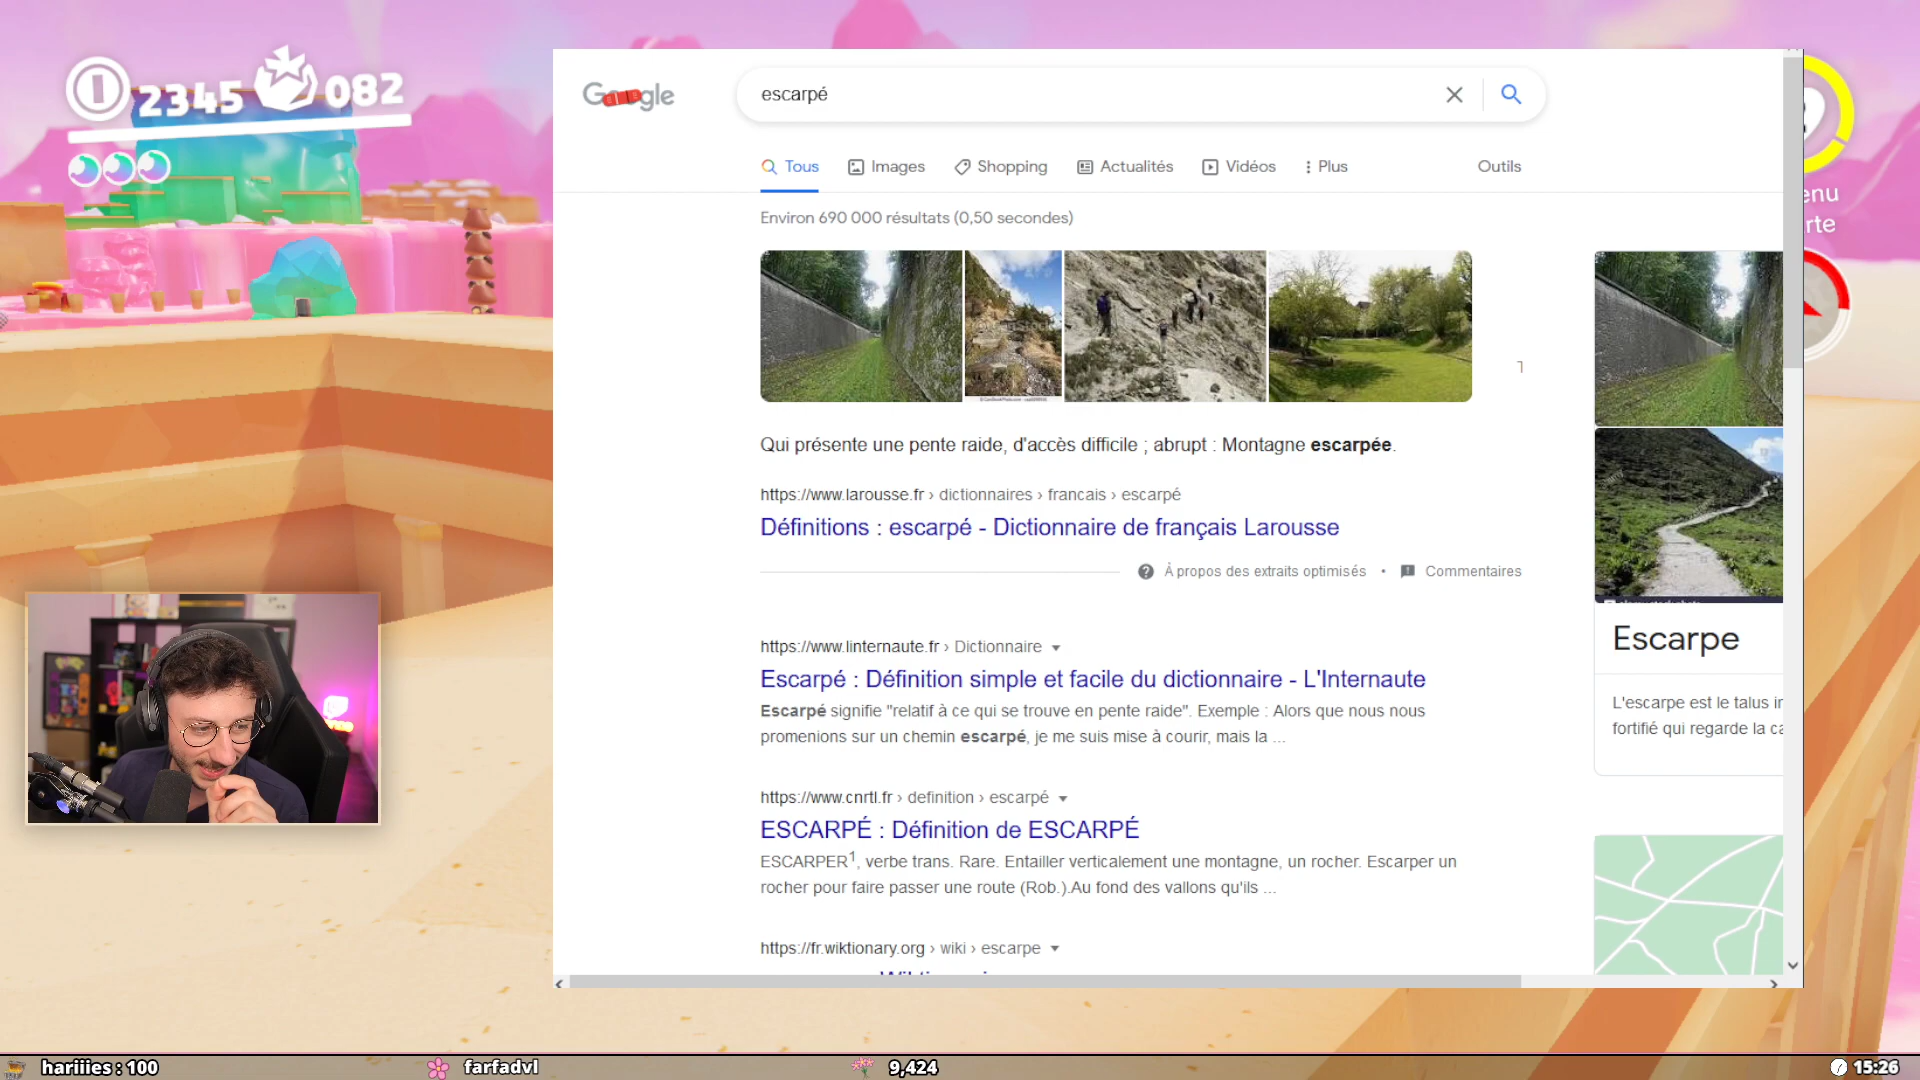 2345 082
escarpé
Tous Images Shopping Actualités Vidéos Plus Outils
Environ 690 000 résultats (0,50 secondes)
Qui présente une pente raide, d'accès difficile ; abrupt : Montagne escarpée.
https://www.larousse.fr › dictionnaires › francais › escarpé
Définitions : escarpé - Dictionnaire de français Larousse
À propos des extraits optimisés • Commentaires
https://www.linternaute.fr › Dictionnaire
Escarpé : Définition simple et facile du dictionnaire - L'Internaute
Escarpé signifie "relatif à ce qui se trouve en pente raide". Exemple : Alors que nous nous
promenions sur un chemin escarpé, je me suis mise à courir, mais la ...
https://www.cnrtl.fr › definition › escarpé
ESCARPÉ : Définition de ESCARPÉ
ESCARPER1, verbe trans. Rare. Entailler verticalement une montagne, un rocher. Escarper un
rocher pour faire passer une route (Rob.).Au fond des vallons qu'ils ...
https://fr.wiktionary.org › wiki › escarpe
Escarpe
L'escarpe est le talus
fortifié qui regarde la
enu
rte
hariiies : 100
farfadvl
9,424
15:26